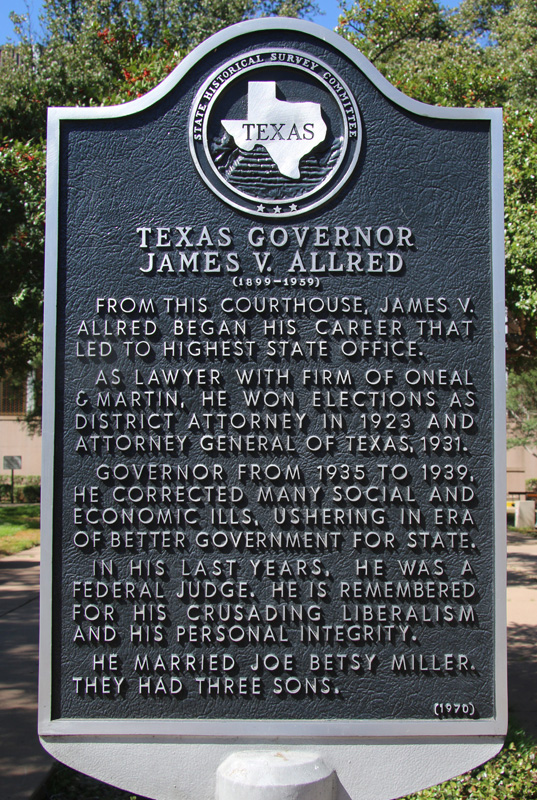 STATE HISTORICAL SURVEY COMMITTEE
TEXAS
TEXAS GOVERNOR
JAMES V. ALLRED
(1899-1959)
FROM THIS COURTHOUSE, JAMES V.
ALLRED BEGAN HIS CAREER THAT
LED TO HIGHEST STATE OFFICE.
AS LAWYER WITH FIRM OF ONEAL
& MARTIN, HE WON ELECTIONS AS
DISTRICT ATTORNEY IN 1923 AND
ATTORNEY GENERAL OF TEXAS, 1931.
GOVERNOR FROM 1935 TO 1939,
HE CORRECTED MANY SOCIAL AND
ECONOMIC ILLS, USHERING IN ERA
OF BETTER GOVERNMENT FOR STATE.
IN HIS LAST YEARS, HE WAS A
FEDERAL JUDGE. HE IS REMEMBERED
FOR HIS CRUSADING LIBERALISM
AND HIS PERSONAL INTEGRITY.
HE MARRIED JOE BETSY MILLER.
THEY HAD THREE SONS.
(1970)